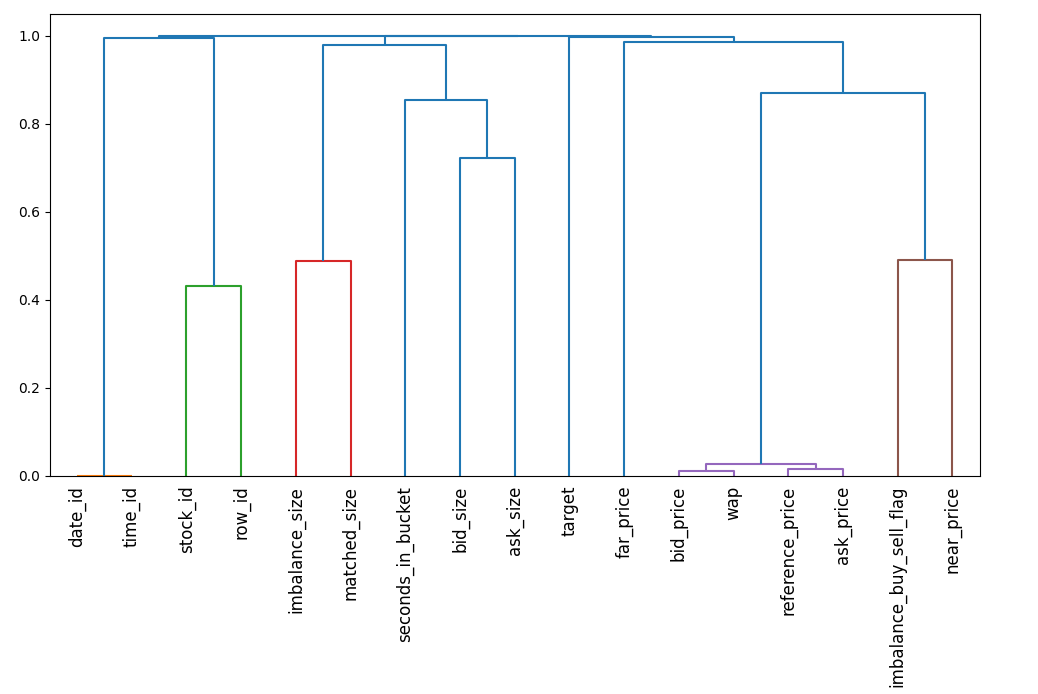 1.0
0.8
0.6
0.4
0.2
0.0
date_id
time_id
stock_id
row_id
imbalance_size
matched_size
seconds_in_bucket
bid_size
ask_size
target
far_price
bid_price
wap
reference_price
ask_price
imbalance_buy_sell_flag
near_price